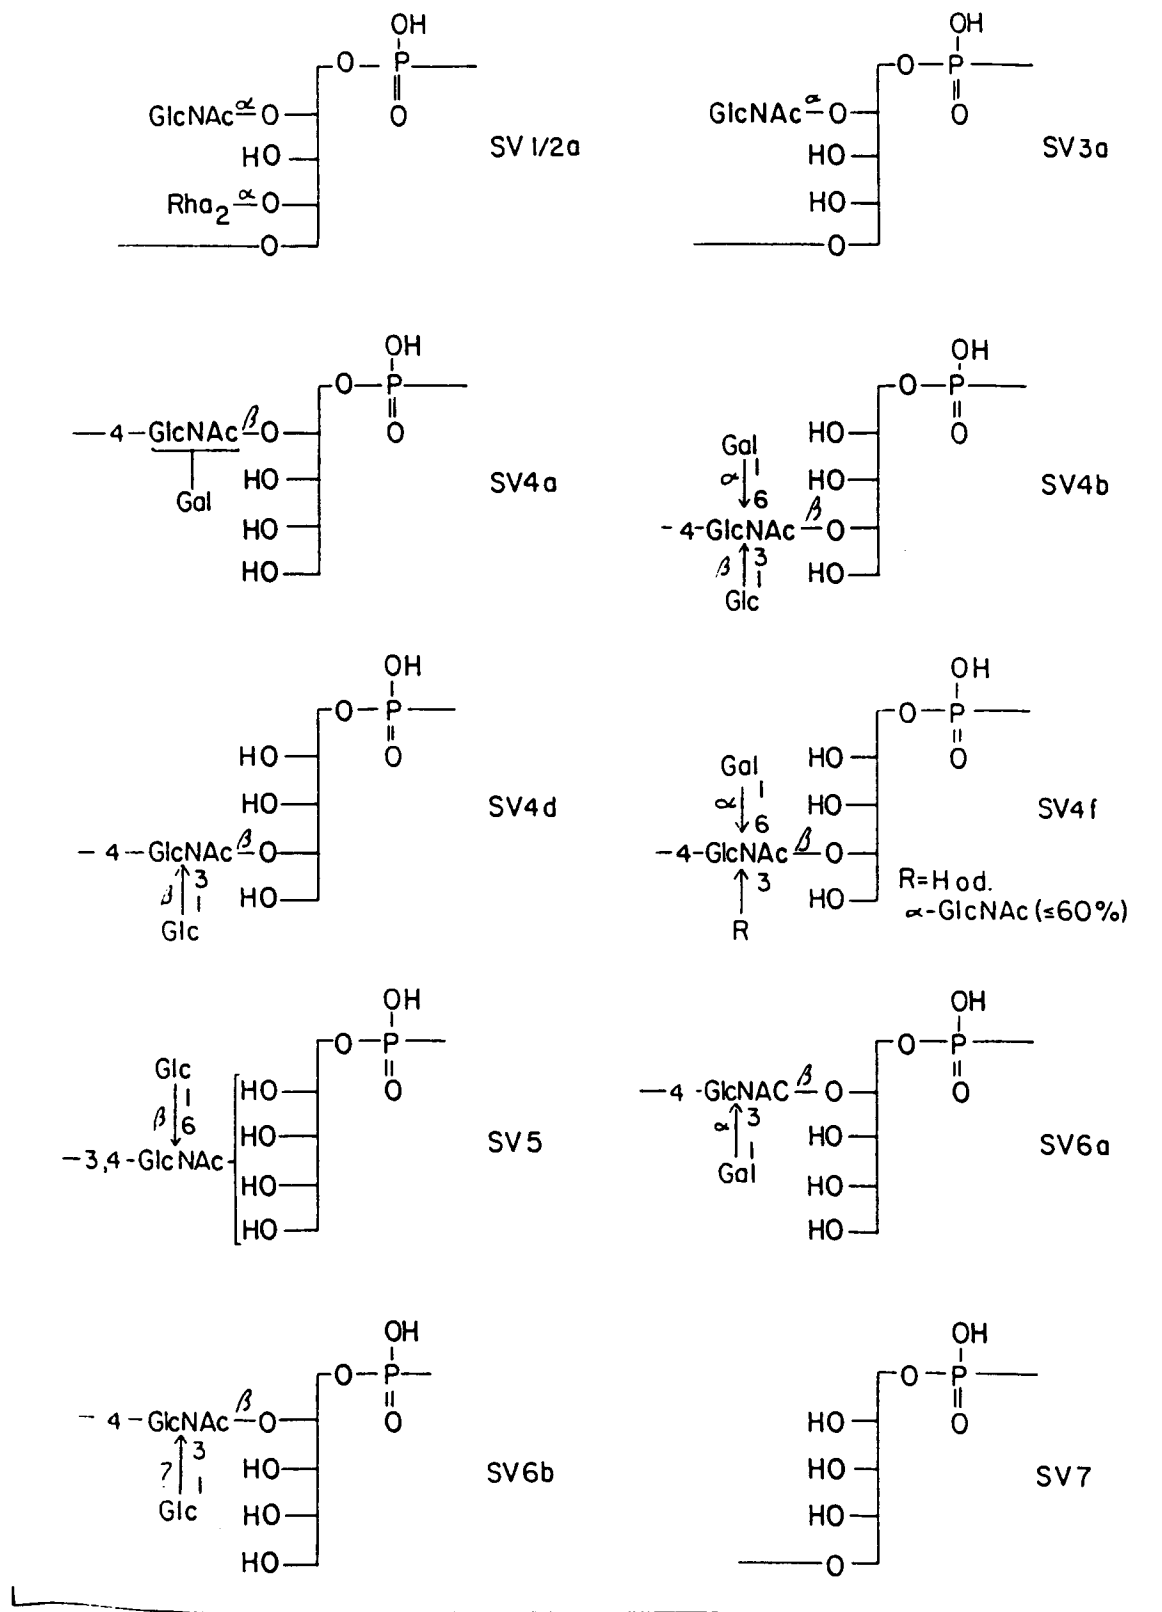 OH
O—P
GlcNAc α O
O
HO
SV 1/2a
Rha2 α O
O
OH
O—P
GlcNAc α O
O
HO
SV3a
HO
O
OH
O—P
—4—GlcNAc β O
O
HO
SV4a
Gal
HO
HO
OH
O—P
HO
O
Gal
HO
SV4b
α 1
6
-4-GlcNAc β O
β 3
HO
1
Glc
OH
O—P
HO
O
HO
SV4d
-4-GlcNAc β O
β 3
HO
1
Glc
OH
O—P
HO
O
Gal
HO
SV4f
α 1
6
-4-GlcNAc β O
3
HO
R=H od.
α-GlcNAc (≤60%)
R
OH
O—P
Glc
HO
O
1
β 6
HO
SV5
-3,4-GlcNAc
HO
HO
OH
O—P
—4-GlcNAC β O
O
α 3
HO
SV6a
1
Gal
HO
HO
OH
O—P
-4-GlcNAc β O
O
3
? 1
HO
SV6b
Glc
HO
HO
OH
O—P
HO
O
HO
SV7
HO
O